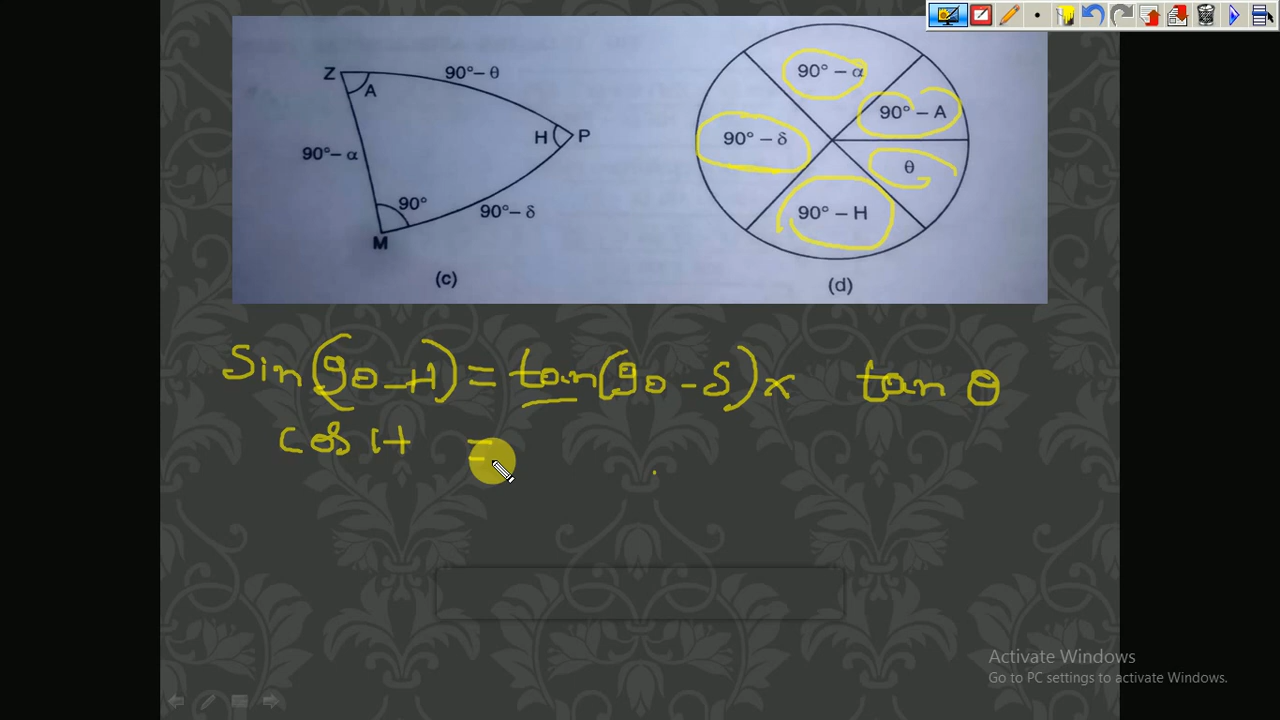 Z
A
90°– θ
H
P
90°– α
90°
90°– δ
M
(c)
90° – α
90° – A
90° – δ
θ
90° – H
(d)
Sin(90-H) = tan(90-δ)x tan θ
Cos H =
Activate Windows
Go to PC settings to activate Windows.